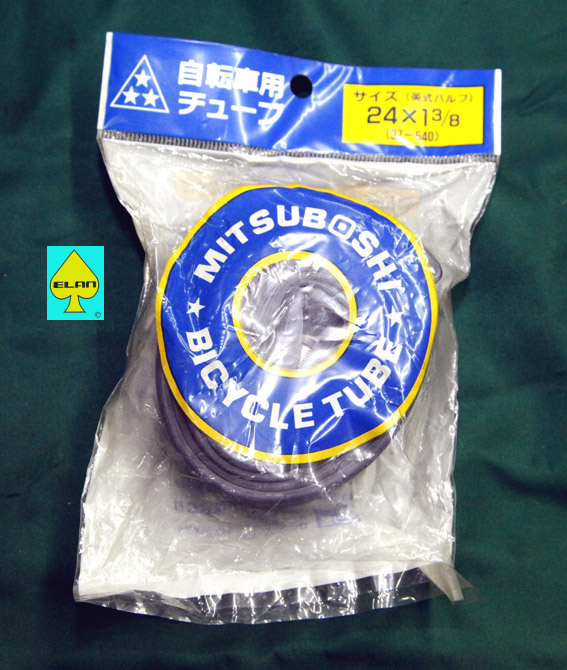 自転車用
チューブ
サイズ（英式バルブ）
24×1 3/8
(37-540)
MITSUBOSHI
★ BICYCLE TUBE ★
ELAN
©